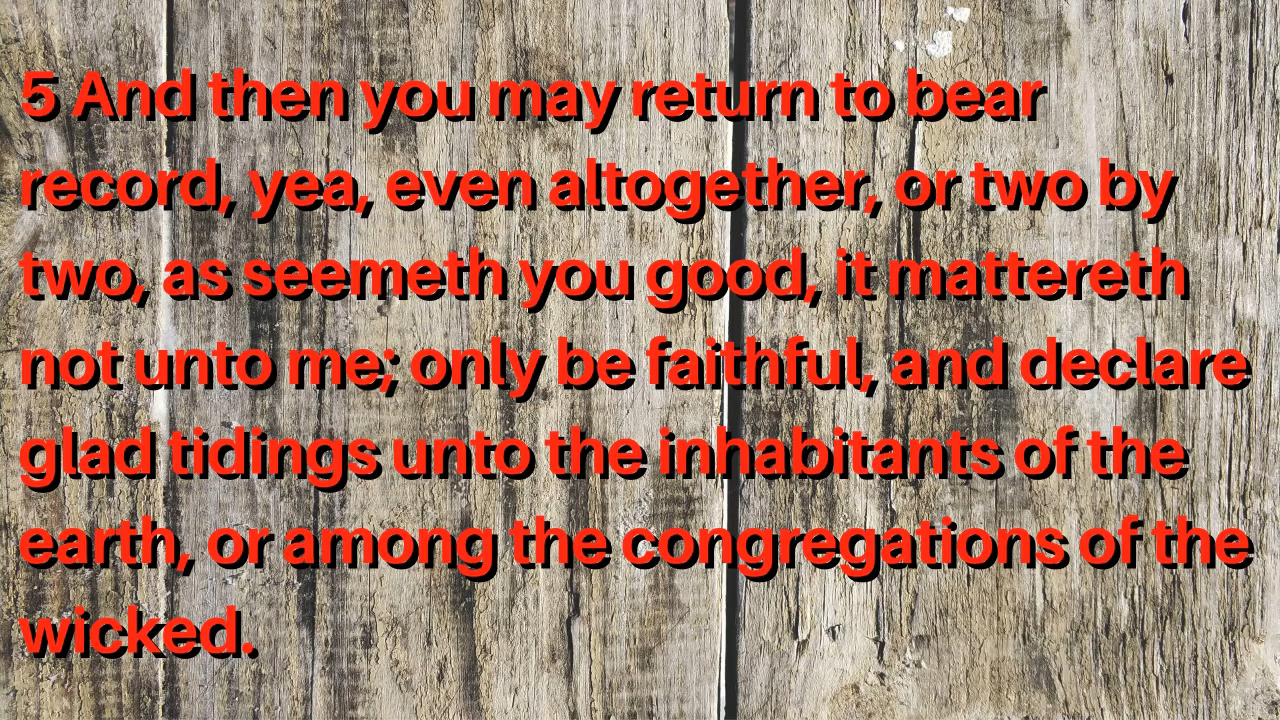 5 And then you may return to bear
record, yea, even altogether, or two by
two, as seemeth you good, it mattereth
not unto me; only be faithful, and declare
glad tidings unto the inhabitants of the
earth, or among the congregations of the
wicked.